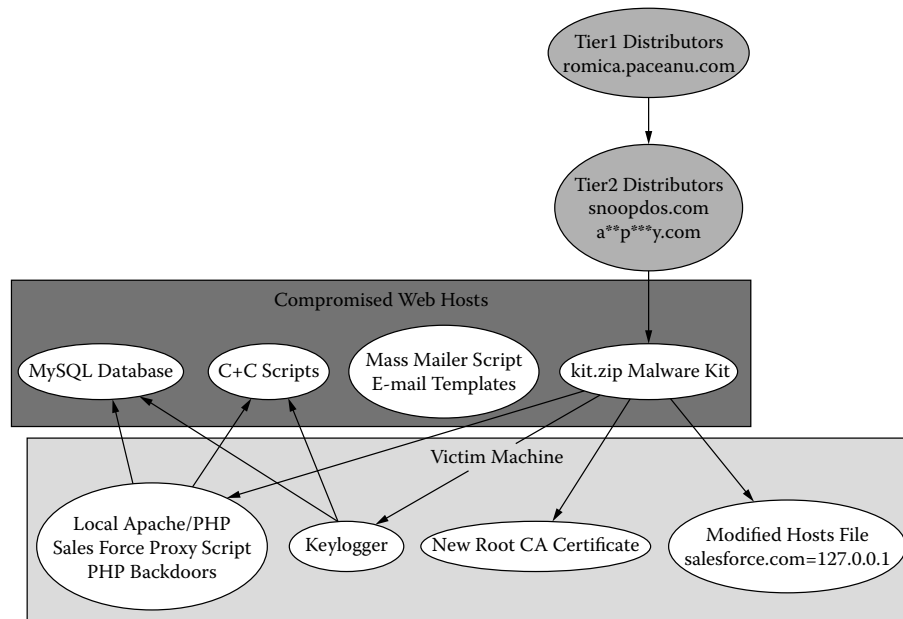 Tier1 Distributors
romica.paceanu.com
Tier2 Distributors
snoopdos.com
a**p***y.com
Compromised Web Hosts
MySQL Database
C+C Scripts
Mass Mailer Script
E-mail Templates
kit.zip Malware Kit
Victim Machine
Local Apache/PHP
Sales Force Proxy Script
PHP Backdoors
Keylogger
New Root CA Certificate
Modified Hosts File
salesforce.com=127.0.0.1